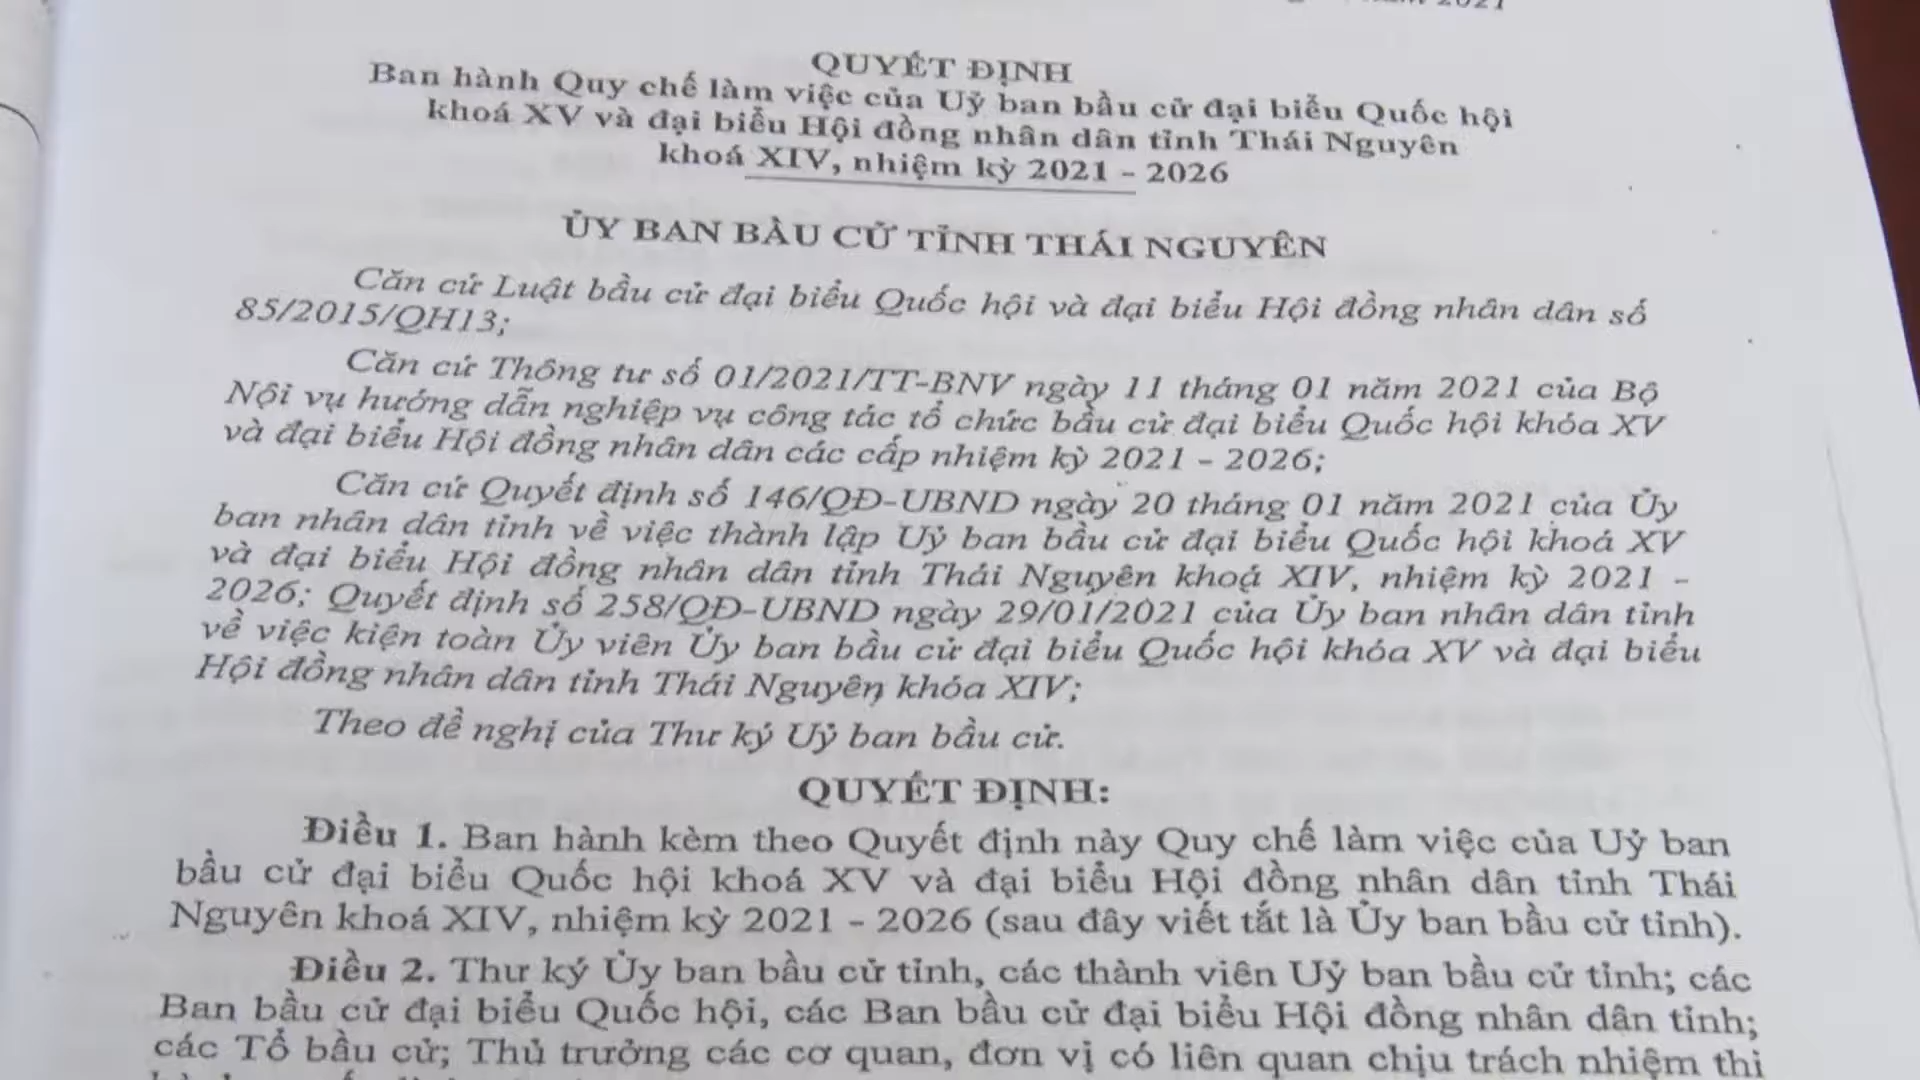 2021
QUYẾT ĐỊNH
Ban hành Quy chế làm việc của Uỷ ban bầu cử đại biểu Quốc hội
khoá XV và đại biểu Hội đồng nhân dân tỉnh Thái Nguyên
khoá XIV, nhiệm kỳ 2021 - 2026
ỦY BAN BẦU CỬ TỈNH THÁI NGUYÊN
Căn cứ Luật bầu cử đại biểu Quốc hội và đại biểu Hội đồng nhân dân số
85/2015/QH13;
Căn cứ Thông tư số 01/2021/TT-BNV ngày 11 tháng 01 năm 2021 của Bộ
Nội vụ hướng dẫn nghiệp vụ công tác tổ chức bầu cử đại biểu Quốc hội khóa XV
và đại biểu Hội đồng nhân dân các cấp nhiệm kỳ 2021 - 2026;
Căn cứ Quyết định số 146/QĐ-UBND ngày 20 tháng 01 năm 2021 của Ủy
ban nhân dân tỉnh về việc thành lập Uỷ ban bầu cử đại biểu Quốc hội khoá XV
và đại biểu Hội đồng nhân dân tỉnh Thái Nguyên khoá XIV, nhiệm kỳ 2021 -
2026; Quyết định số 258/QĐ-UBND ngày 29/01/2021 của Ủy ban nhân dân tỉnh
về việc kiện toàn Ủy viên Ủy ban bầu cử đại biểu Quốc hội khóa XV và đại biểu
Hội đồng nhân dân tỉnh Thái Nguyên khóa XIV;
Theo đề nghị của Thư ký Uỷ ban bầu cử.
QUYẾT ĐỊNH:
Điều 1. Ban hành kèm theo Quyết định này Quy chế làm việc của Uỷ ban
bầu cử đại biểu Quốc hội khoá XV và đại biểu Hội đồng nhân dân tỉnh Thái
Nguyên khoá XIV, nhiệm kỳ 2021 - 2026 (sau đây viết tắt là Ủy ban bầu cử tỉnh).
Điều 2. Thư ký Ủy ban bầu cử tỉnh, các thành viên Uỷ ban bầu cử tỉnh; các
Ban bầu cử đại biểu Quốc hội, các Ban bầu cử đại biểu Hội đồng nhân dân tỉnh;
các Tổ bầu cử; Thủ trưởng các cơ quan, đơn vị có liên quan chịu trách nhiệm thi